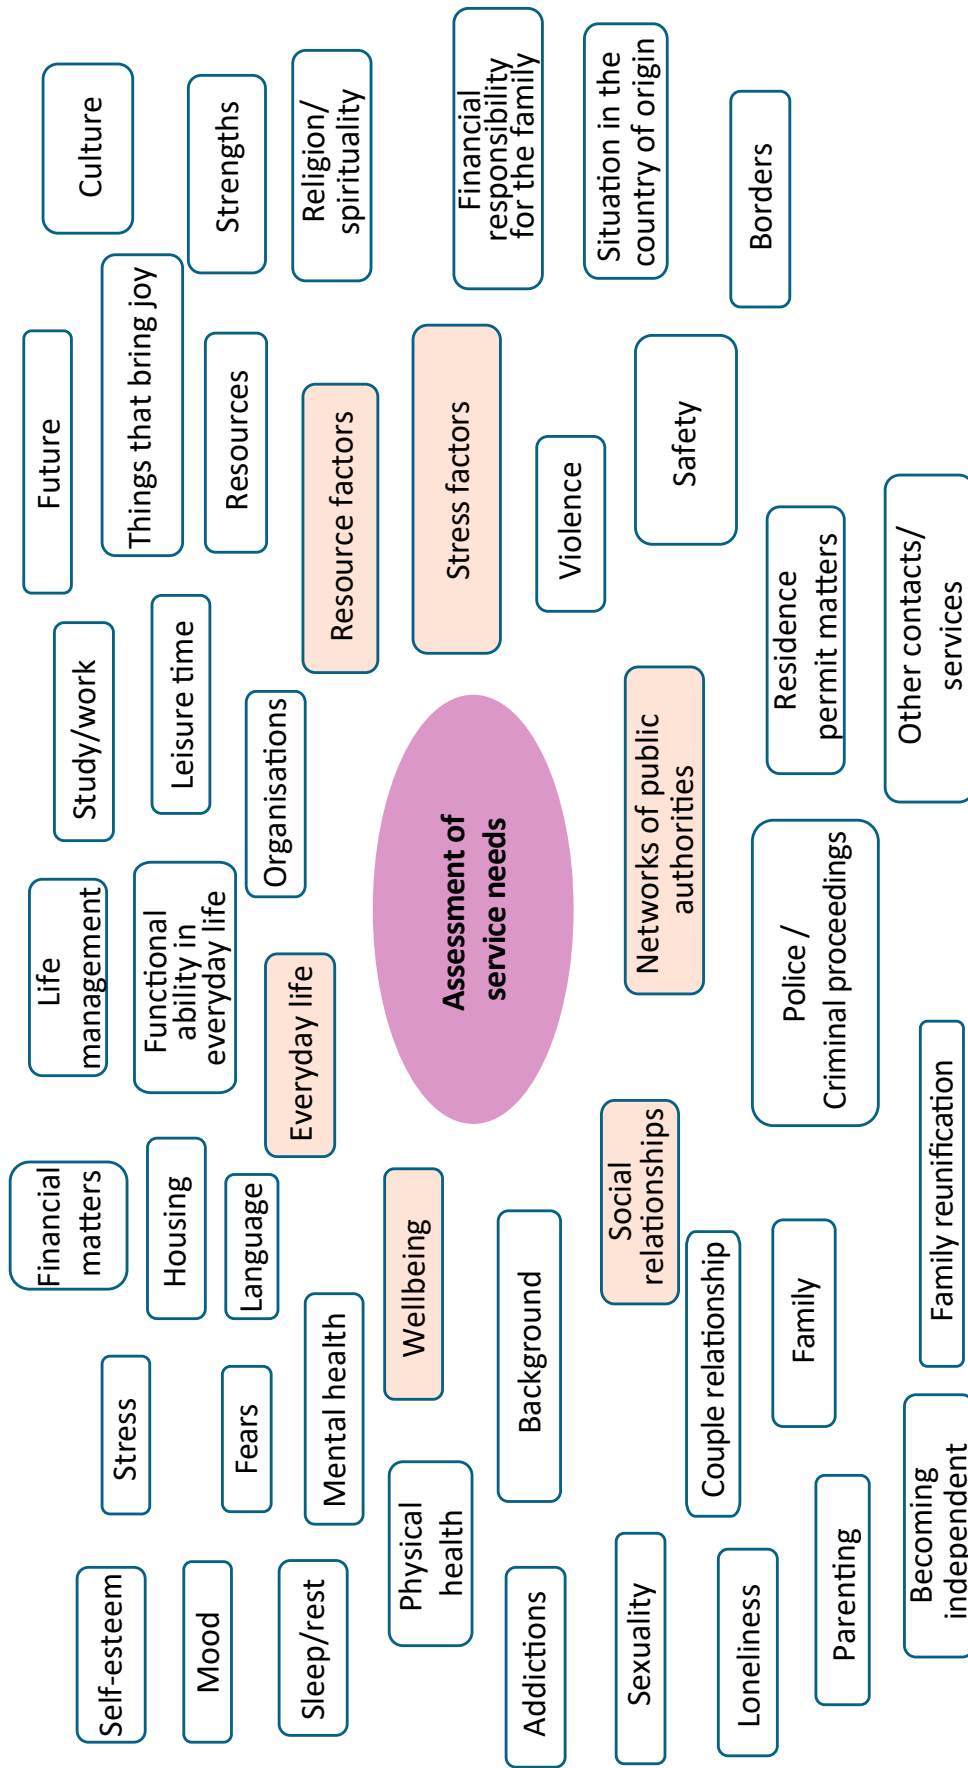 Self-esteem
Stress
Financial
matters
Life
management
Study/work
Future
Culture
Mood
Fears
Housing
Functional
ability in
everyday life
Leisure time
Things that bring joy
Strengths
Sleep/rest
Mental health
Language
Everyday life
Organisations
Resources
Religion/
spirituality
Physical
health
Wellbeing
Resource factors
Addictions
Background
Assessment of
service needs
Stress factors
Financial
responsibility
for the family
Sexuality
Social
relationships
Networks of public
authorities
Violence
Situation in the
country of origin
Loneliness
Couple relationship
Police /
Criminal proceedings
Residence
permit matters
Safety
Borders
Parenting
Family
Becoming
independent
Family reunification
Other contacts/
services